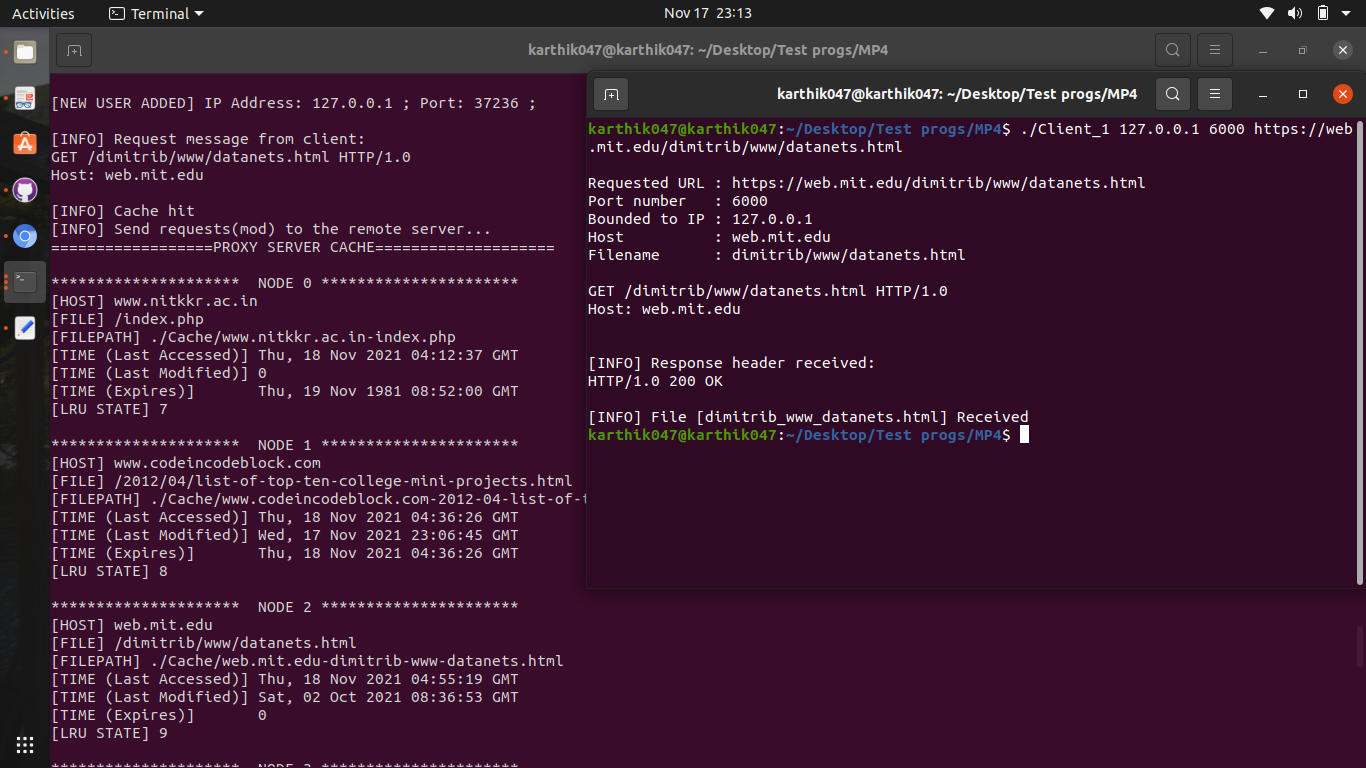 Activities Terminal Nov 17 23:13
karthik047@karthik047: ~/Desktop/Test progs/MP4
[NEW USER ADDED] IP Address: 127.0.0.1 ; Port: 37236 ;
[INFO] Request message from client:
GET /dimitrib/www/datanets.html HTTP/1.0
Host: web.mit.edu
[INFO] Cache hit
[INFO] Send requests(mod) to the remote server...
==================PROXY SERVER CACHE====================
********************* NODE 0 **********************
[HOST] www.nitkkr.ac.in
[FILE] /index.php
[FILEPATH] ./Cache/www.nitkkr.ac.in-index.php
[TIME (Last Accessed)] Thu, 18 Nov 2021 04:12:37 GMT
[TIME (Last Modified)] 0
[TIME (Expires)]       Thu, 19 Nov 1981 08:52:00 GMT
[LRU STATE] 7
********************* NODE 1 **********************
[HOST] www.codeincodeblock.com
[FILE] /2012/04/list-of-top-ten-college-mini-projects.html
[FILEPATH] ./Cache/www.codeincodeblock.com-2012-04-list-of-
[TIME (Last Accessed)] Thu, 18 Nov 2021 04:36:26 GMT
[TIME (Last Modified)] Wed, 17 Nov 2021 23:06:45 GMT
[TIME (Expires)]       Thu, 18 Nov 2021 04:36:26 GMT
[LRU STATE] 8
********************* NODE 2 **********************
[HOST] web.mit.edu
[FILE] /dimitrib/www/datanets.html
[FILEPATH] ./Cache/web.mit.edu-dimitrib-www-datanets.html
[TIME (Last Accessed)] Thu, 18 Nov 2021 04:55:19 GMT
[TIME (Last Modified)] Sat, 02 Oct 2021 08:36:53 GMT
[TIME (Expires)]       0
[LRU STATE] 9
karthik047@karthik047: ~/Desktop/Test progs/MP4
karthik047@karthik047:~/Desktop/Test progs/MP4$ ./Client_1 127.0.0.1 6000 https://web
.mit.edu/dimitrib/www/datanets.html
Requested URL : https://web.mit.edu/dimitrib/www/datanets.html
Port number   : 6000
Bounded to IP : 127.0.0.1
Host          : web.mit.edu
Filename      : dimitrib/www/datanets.html
GET /dimitrib/www/datanets.html HTTP/1.0
Host: web.mit.edu
[INFO] Response header received:
HTTP/1.0 200 OK
[INFO] File [dimitrib_www_datanets.html] Received
karthik047@karthik047:~/Desktop/Test progs/MP4$